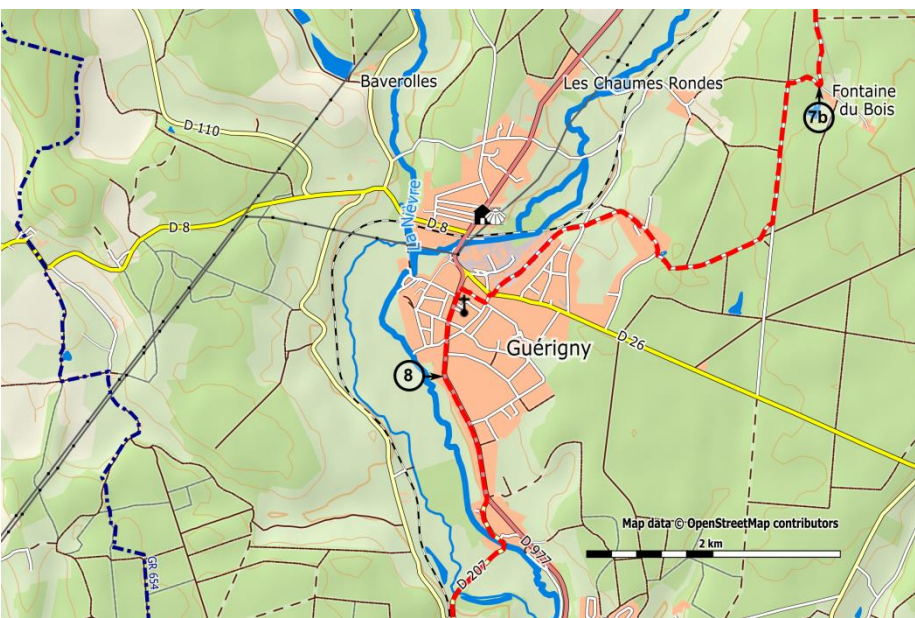 Baverolles
Les Chaumes Rondes
Fontaine
du Bois
7b
D 110
La Nièvre
D 8
D 8
Guérigny
D 26
8
Map data © OpenStreetMap contributors
2 km
D 977
D 207
GR 654